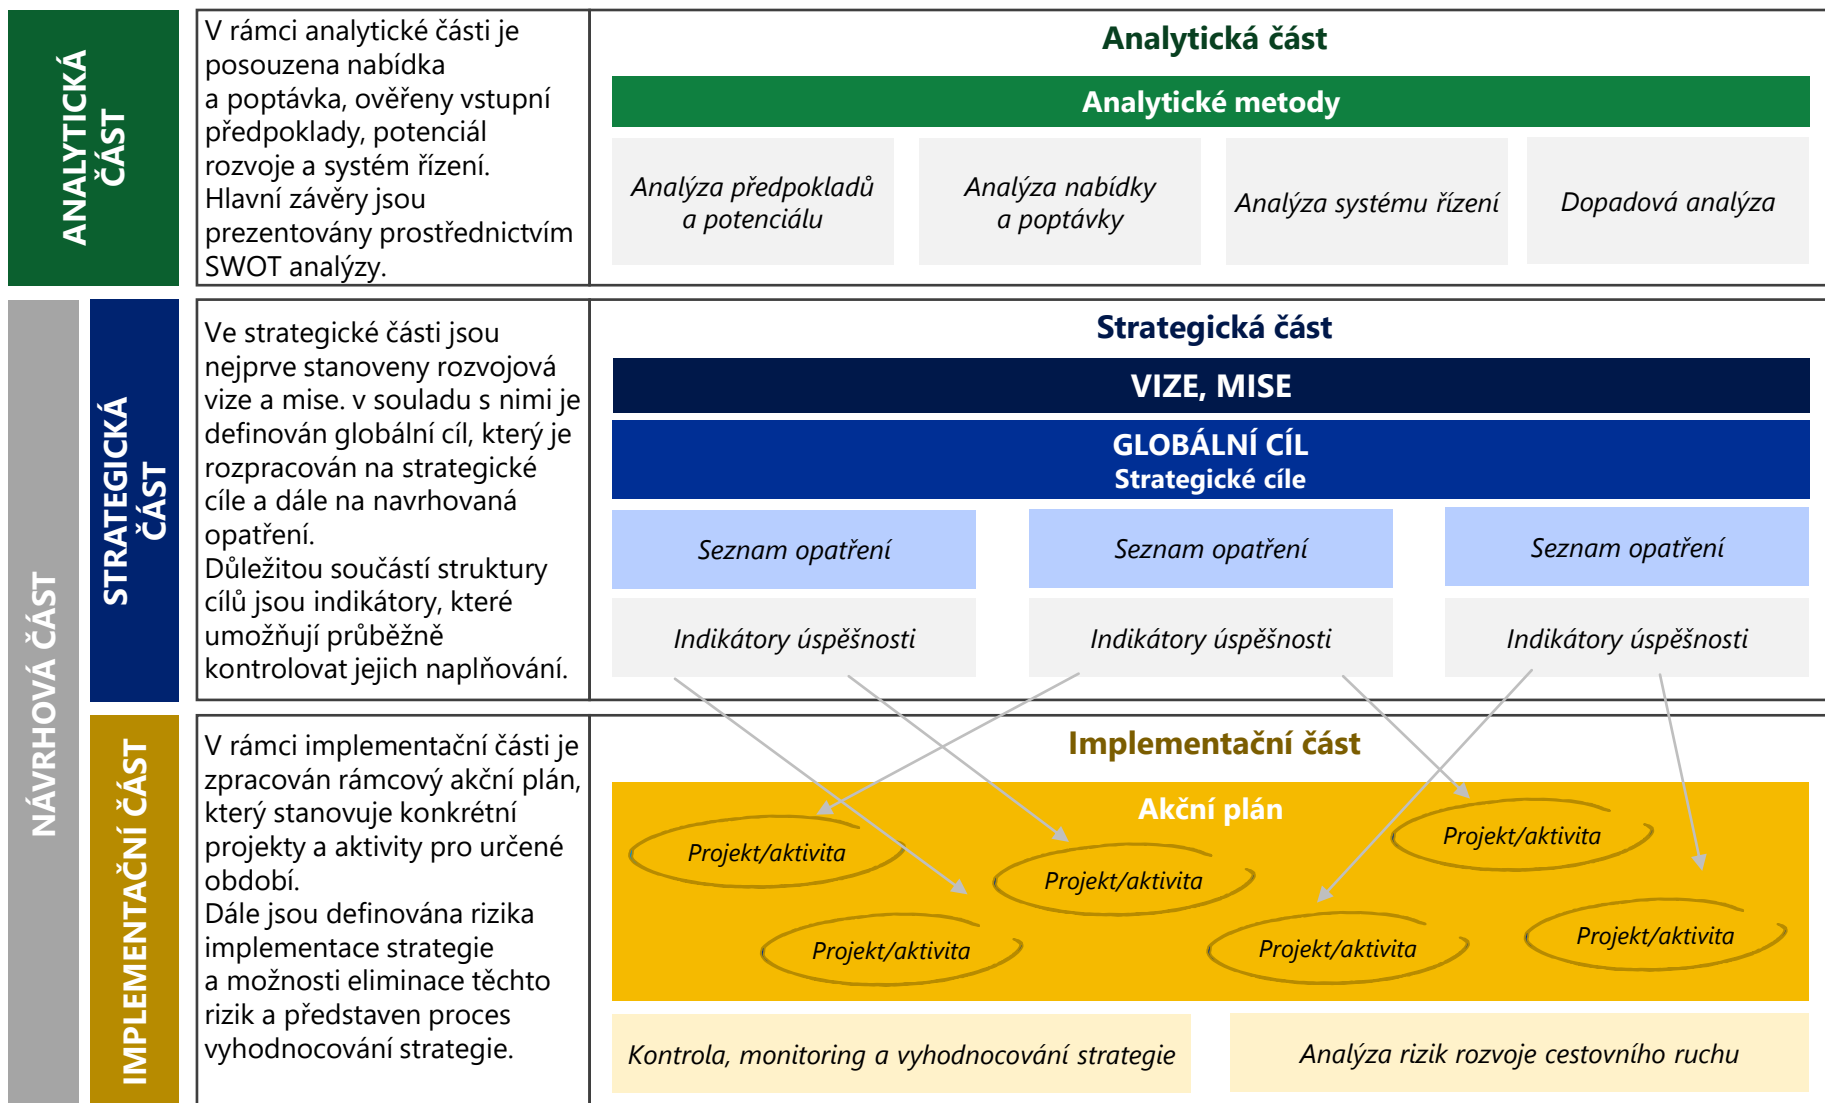 ANALYTICKÁ
ČÁST
V rámci analytické části je
posouzena nabídka
a poptávka, ověřeny vstupní
předpoklady, potenciál
rozvoje a systém řízení.
Hlavní závěry jsou
prezentovány prostřednictvím
SWOT analýzy.
Analytická část
Analytické metody
Analýza předpokladů
a potenciálu
Analýza nabídky
a poptávky
Analýza systému řízení
Dopadová analýza
NÁVRHOVÁ ČÁST
STRATEGICKÁ
ČÁST
Ve strategické části jsou
nejprve stanoveny rozvojová
vize a mise. v souladu s nimi je
definován globální cíl, který je
rozpracován na strategické
cíle a dále na navrhovaná
opatření.
Důležitou součástí struktury
cílů jsou indikátory, které
umožňují průběžně
kontrolovat jejich naplňování.
Strategická část
VIZE, MISE
GLOBÁLNÍ CÍL
Strategické cíle
Seznam opatření
Seznam opatření
Seznam opatření
Indikátory úspěšnosti
Indikátory úspěšnosti
Indikátory úspěšnosti
IMPLEMENTAČNÍ ČÁST
V rámci implementační části je
zpracován rámcový akční plán,
který stanovuje konkrétní
projekty a aktivity pro určené
období.
Dále jsou definována rizika
implementace strategie
a možnosti eliminace těchto
rizik a představen proces
vyhodnocování strategie.
Implementační část
Akční plán
Projekt/aktivita
Projekt/aktivita
Projekt/aktivita
Projekt/aktivita
Projekt/aktivita
Projekt/aktivita
Kontrola, monitoring a vyhodnocování strategie
Analýza rizik rozvoje cestovního ruchu